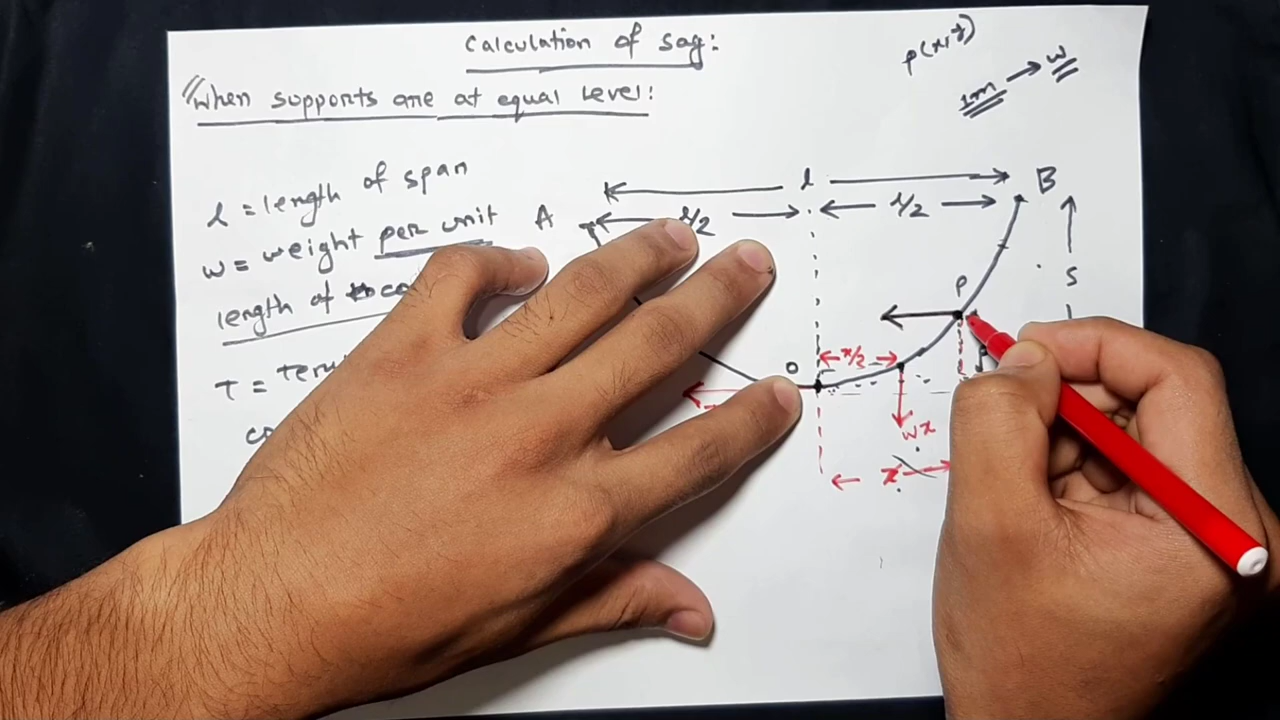 Calculation of sag:
P(x,y)
1m → w
When supports are at equal level:
l = length of span
w = weight per unit
length of
T =
l
l/2
l/2
A
B
S
P
O
x/2
wx
x